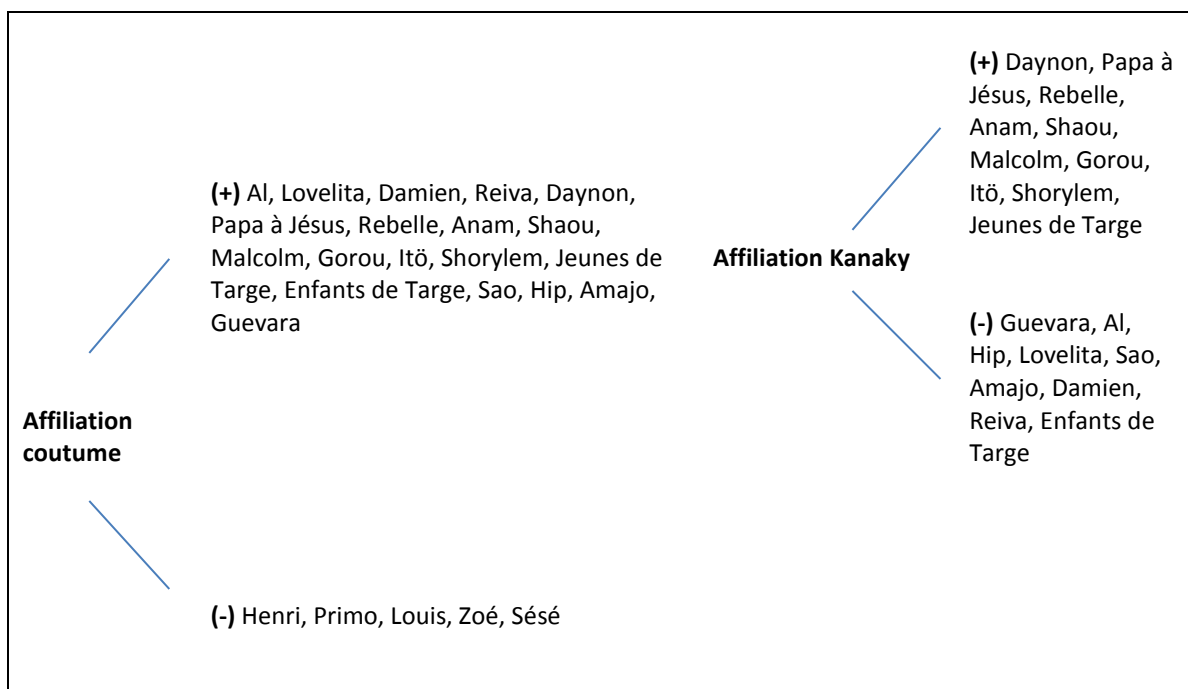 Affiliation
coutume
(+) Al, Lovelita, Damien, Reiva, Daynon,
Papa à Jésus, Rebelle, Anam, Shaou,
Malcolm, Gorou, Itö, Shorylem, Jeunes de
Targe, Enfants de Targe, Sao, Hip, Amajo,
Guevara
(-) Henri, Primo, Louis, Zoé, Sésé
Affiliation Kanaky
(+) Daynon, Papa à
Jésus, Rebelle,
Anam, Shaou,
Malcolm, Gorou,
Itö, Shorylem,
Jeunes de Targe
(-) Guevara, Al,
Hip, Lovelita, Sao,
Amajo, Damien,
Reiva, Enfants de
Targe